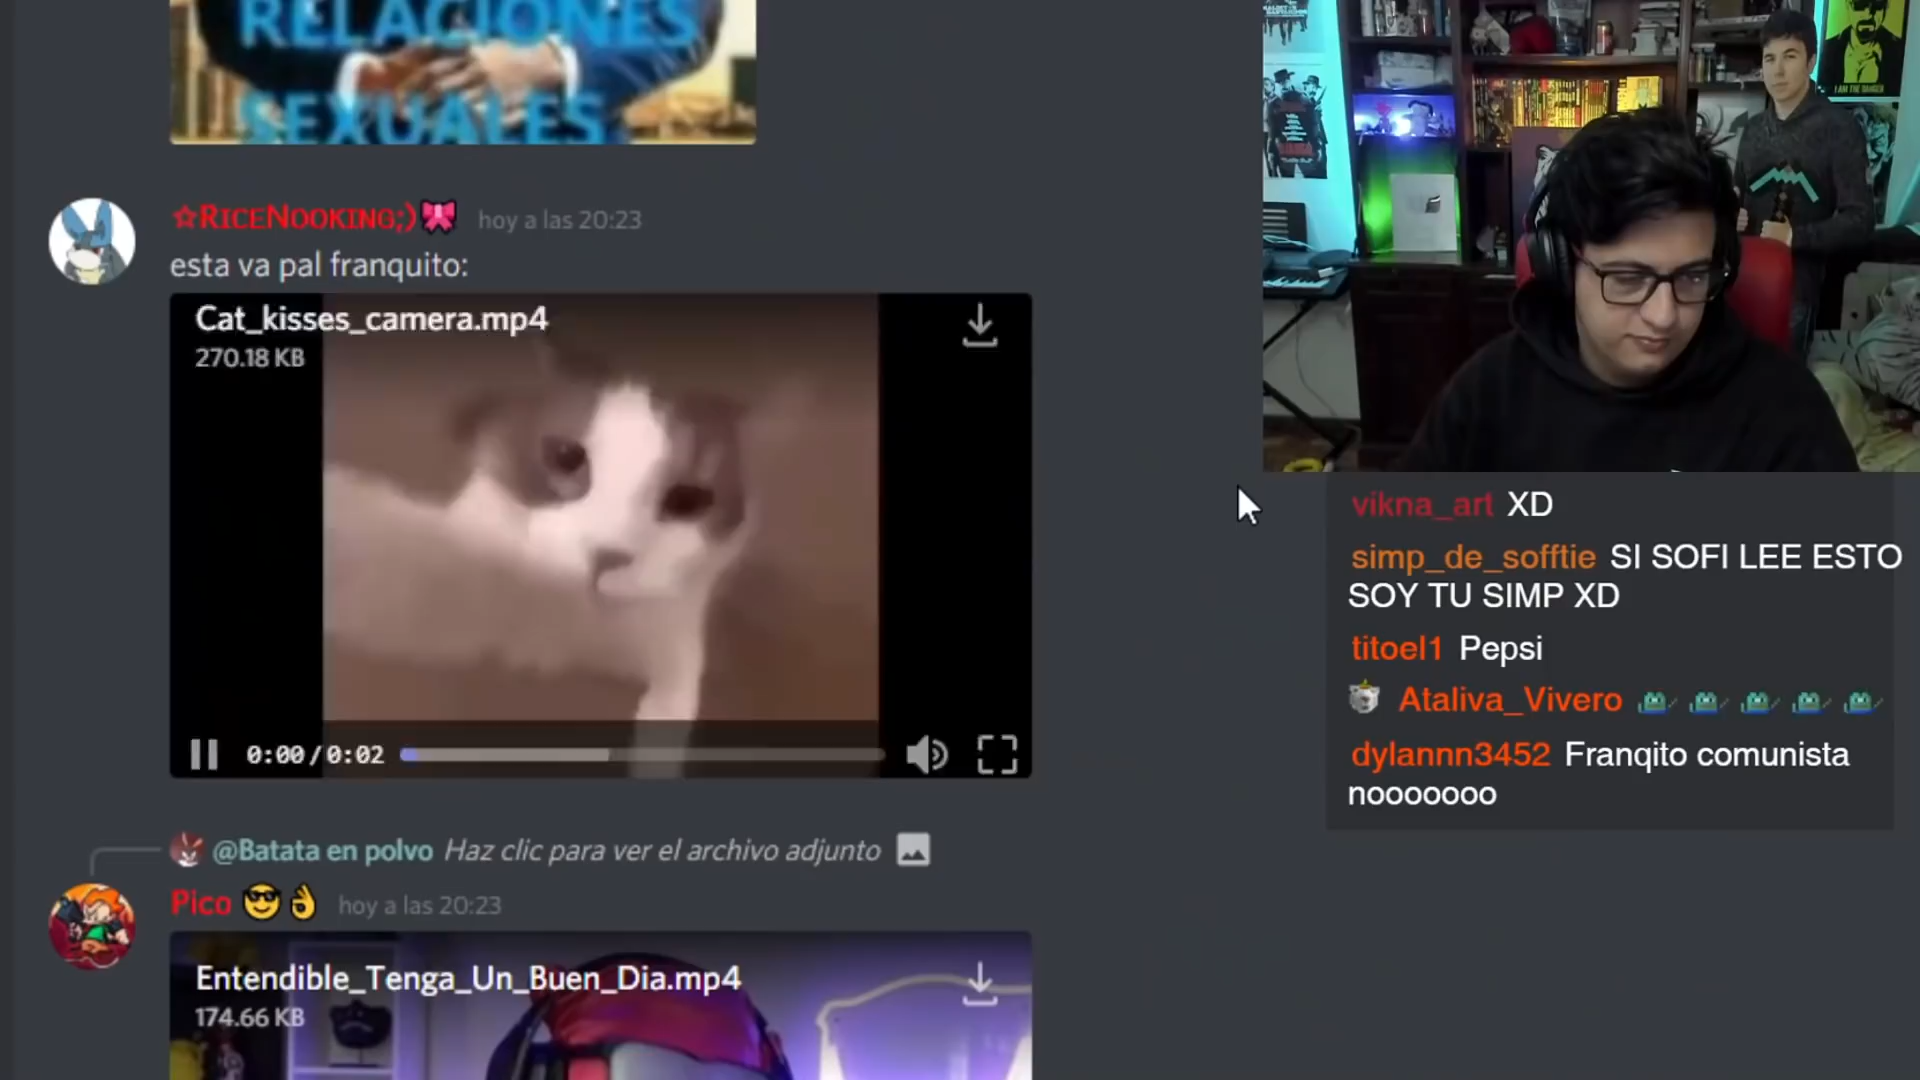 RELACIONES
SEXUALES
☆RICENOOKING;)🎀 hoy a las 20:23
esta va pal franquito:
Cat_kisses_camera.mp4
270.18 KB
0:00/0:02
@Batata en polvo Haz clic para ver el archivo adjunto
Pico 😎👌 hoy a las 20:23
Entendible_Tenga_Un_Buen_Dia.mp4
174.66 KB
I AM THE DANGER
vikna_art XD
simp_de_sofftie SI SOFI LEE ESTO
SOY TU SIMP XD
titoel1 Pepsi
Ataliva_Vivero
dylannn3452 Franqito comunista
nooooooo